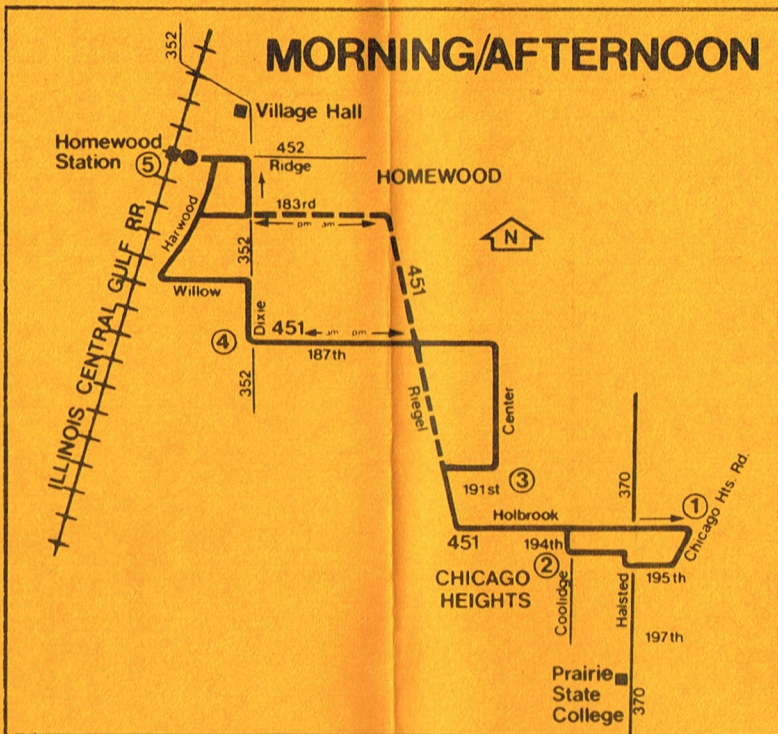 352
MORNING/AFTERNOON
Village Hall
Homewood
Station
5
452
Ridge
HOMEWOOD
183rd
pm am
N
Harwood
352
451
Willow
Dixie
451
am pm
4
187th
352
ILLINOIS CENTRAL GULF RR
Riegel
Center
191st
3
370
1
Chicago Hts. Rd.
Holbrook
451
194th
2
CHICAGO
HEIGHTS
Coolidge
Halsted
195th
197th
Prairie
State
College
370